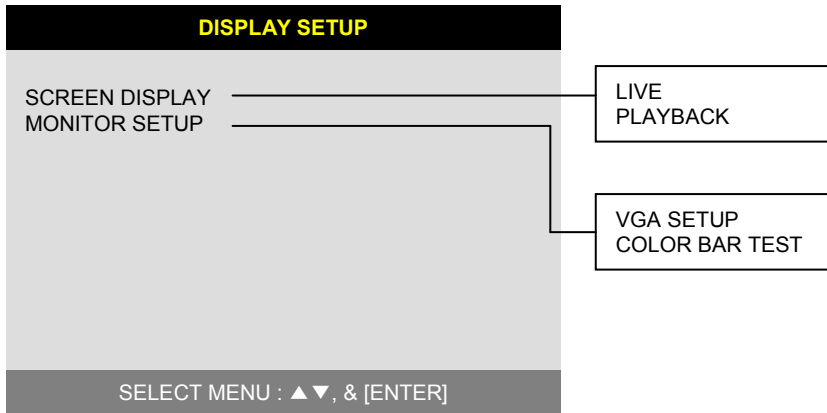 DISPLAY SETUP
SCREEN DISPLAY
MONITOR SETUP
LIVE
PLAYBACK
VGA SETUP
COLOR BAR TEST
SELECT MENU : ▲▼, & [ENTER]